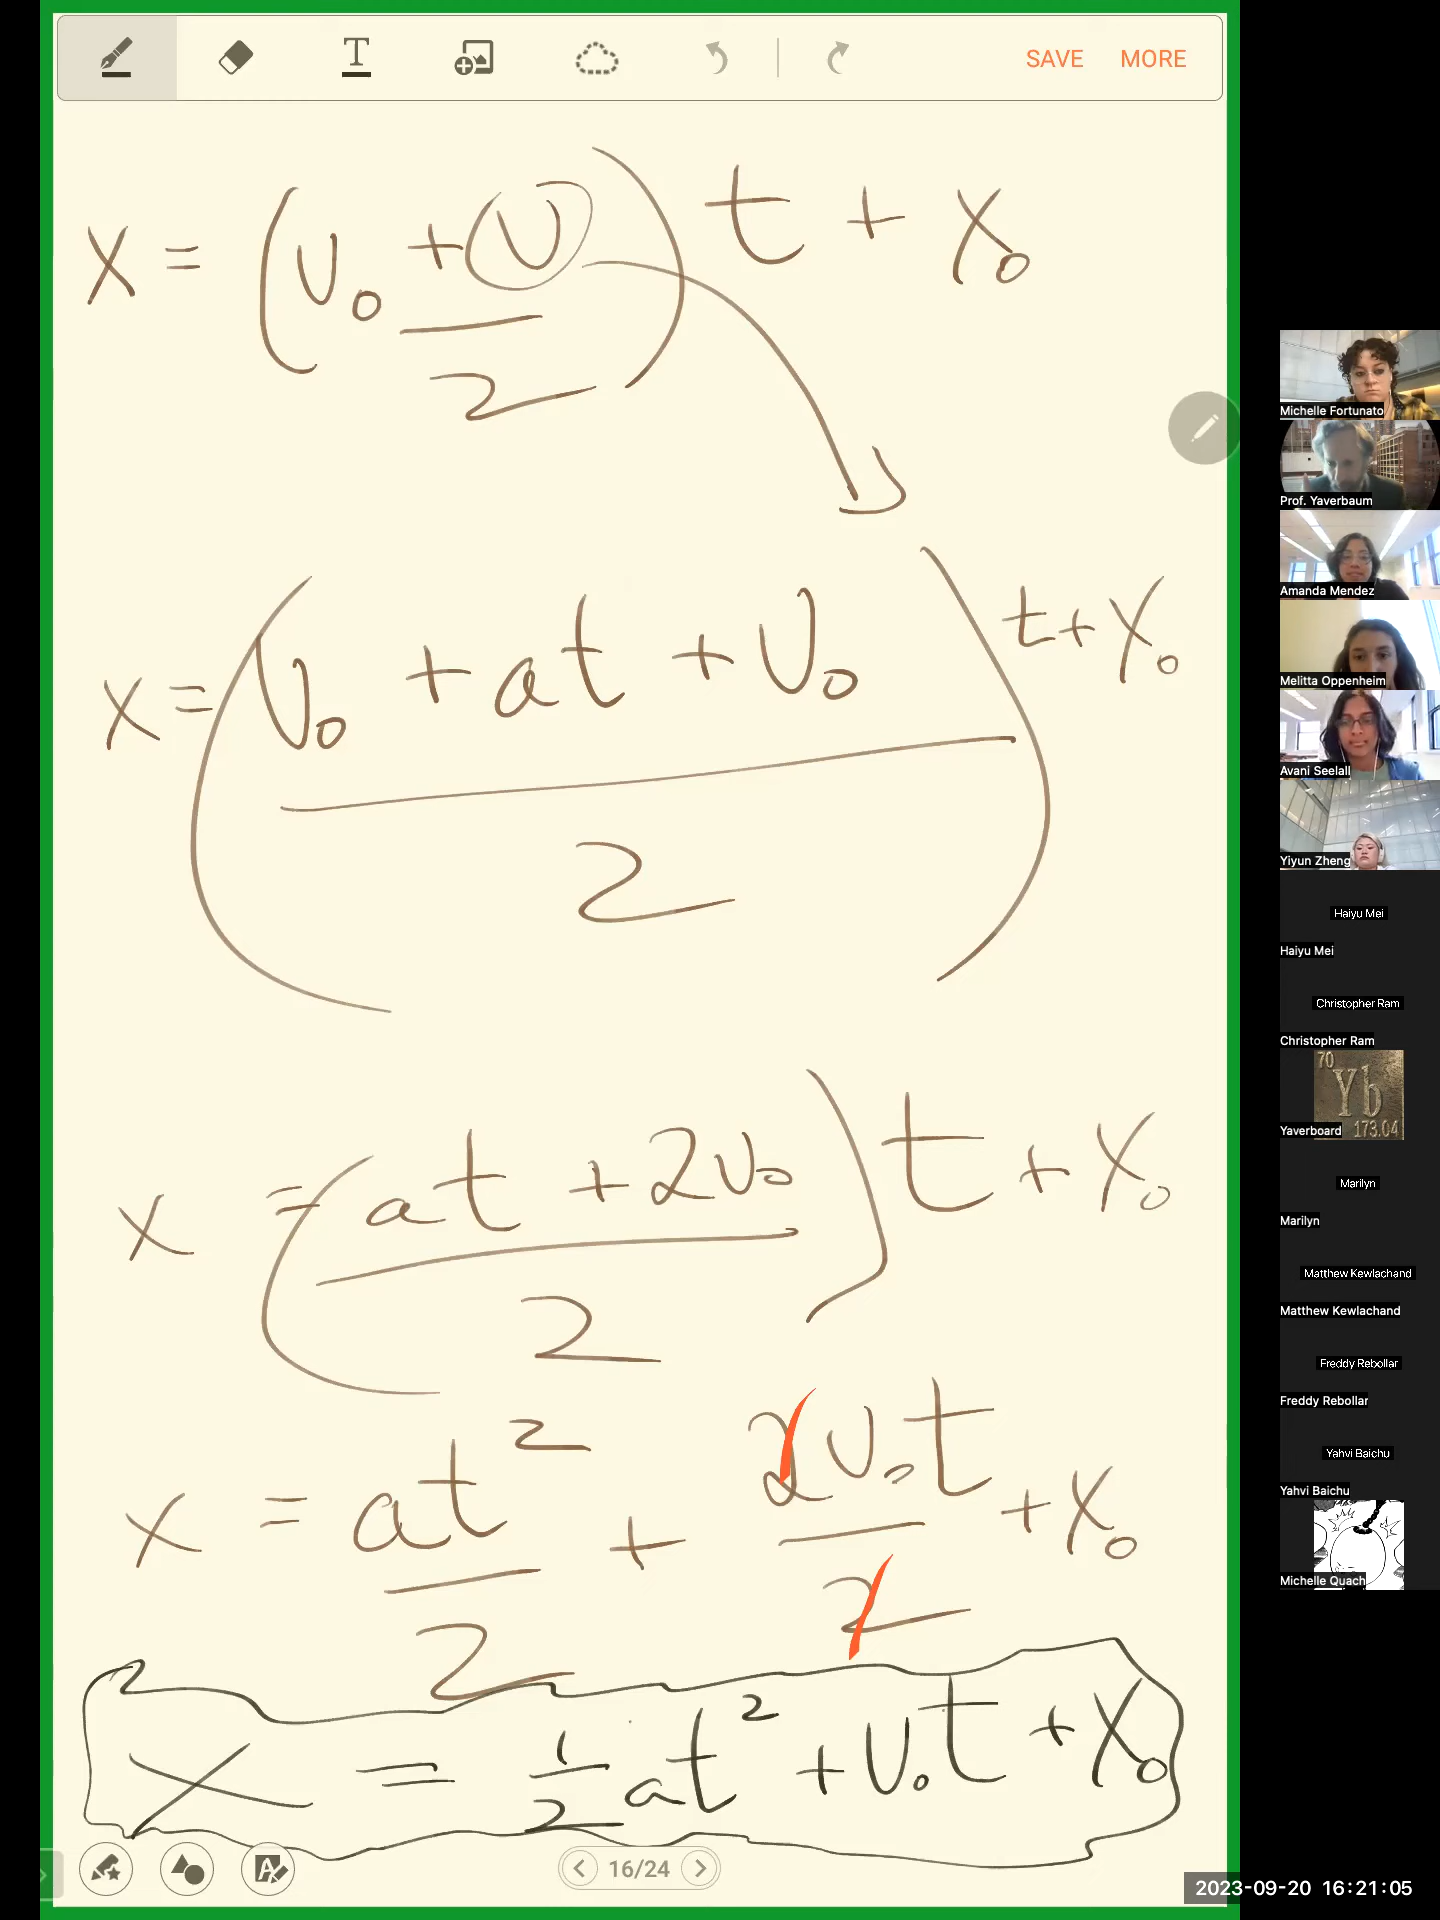 T SAVE MORE
x = (v₀ + v / 2) t + x₀
x = (v₀ + at + v₀ / 2) t + x₀
x = (at + 2v₀ / 2) t + x₀
x = at² / 2 + 2v₀t / 2 + x₀
x = 1/2 at² + v₀t + x₀
16/24
Michelle Fortunato
Prof. Yaverbaum
Amanda Mendez
Melitta Oppenheim
Avani Seelall
Yiyun Zheng
Haiyu Mei
Haiyu Mei
Christopher Ram
Christopher Ram
70
Yb
173.04
Yaverboard
Marilyn
Marilyn
Matthew Kewlachand
Matthew Kewlachand
Freddy Rebollar
Freddy Rebollar
Yahvi Baichu
Yahvi Baichu
Michelle Quach
2023-09-20 16:21:05